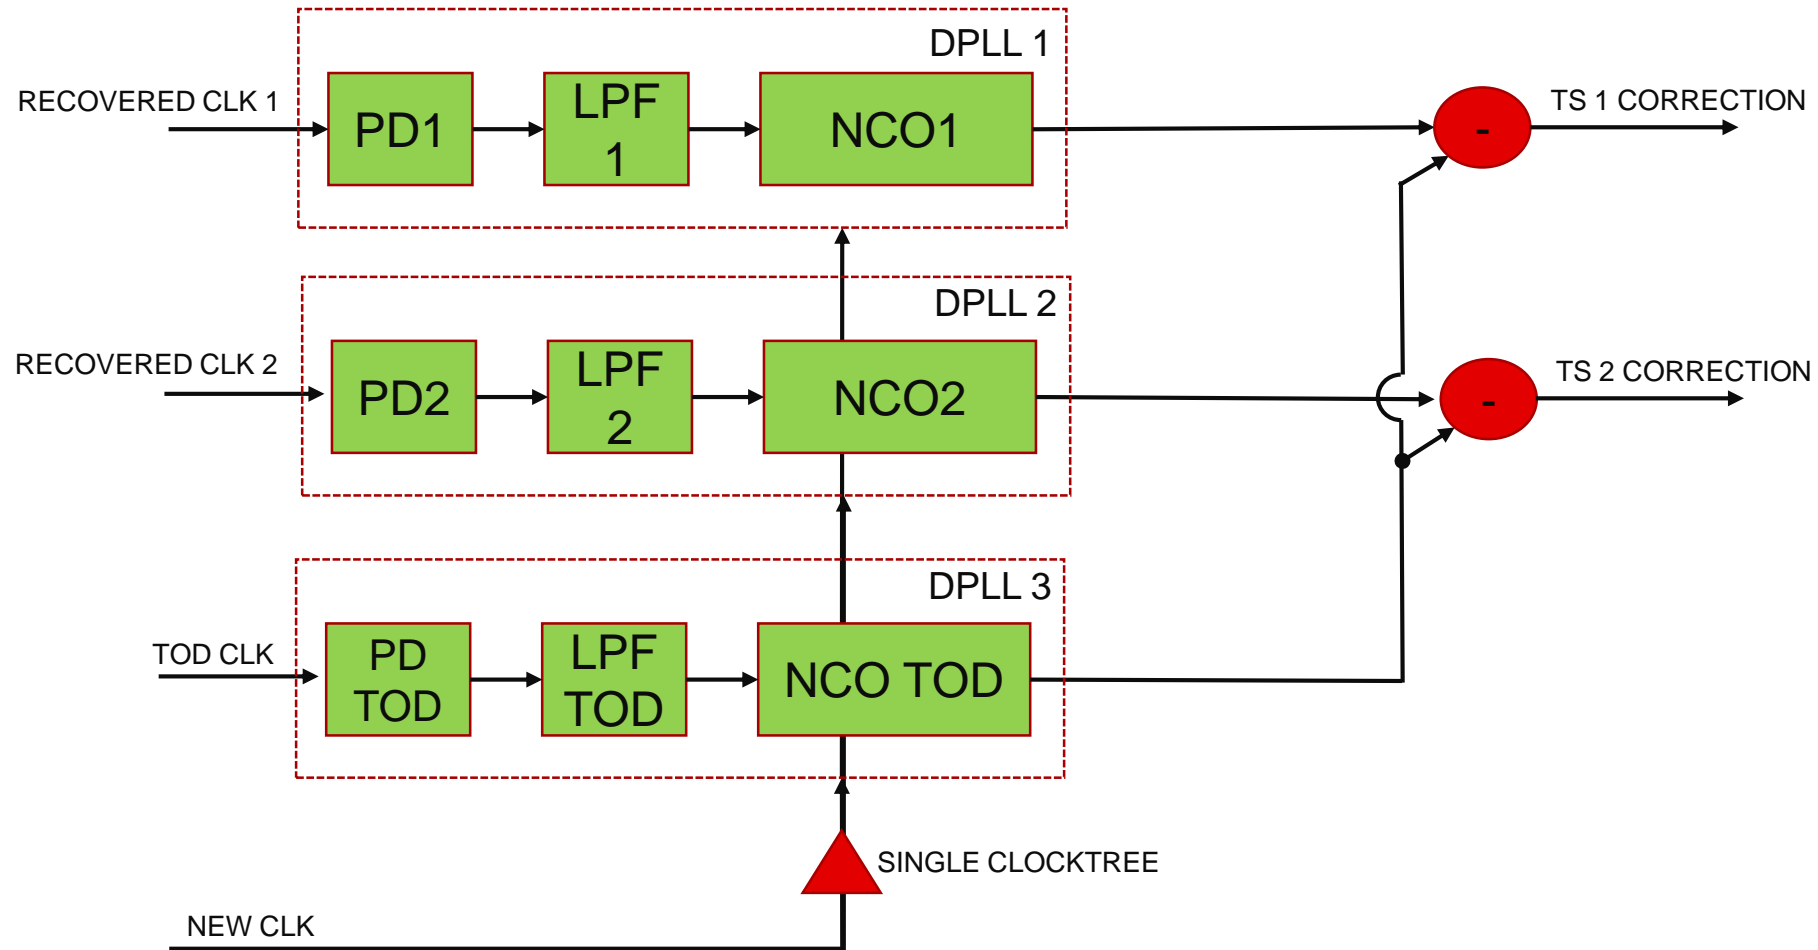 DPLL 1
RECOVERED CLK 1
PD1
LPF
1
NCO1
-
TS 1 CORRECTION
DPLL 2
RECOVERED CLK 2
PD2
LPF
2
NCO2
-
TS 2 CORRECTION
DPLL 3
TOD CLK
PD
TOD
LPF
TOD
NCO TOD
SINGLE CLOCKTREE
NEW CLK